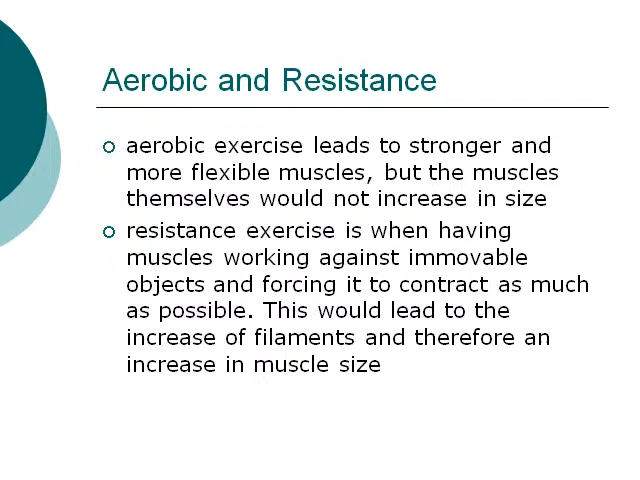 Aerobic and Resistance
aerobic exercise leads to stronger and
more flexible muscles, but the muscles
themselves would not increase in size
resistance exercise is when having
muscles working against immovable
objects and forcing it to contract as much
as possible. This would lead to the
increase of filaments and therefore an
increase in muscle size